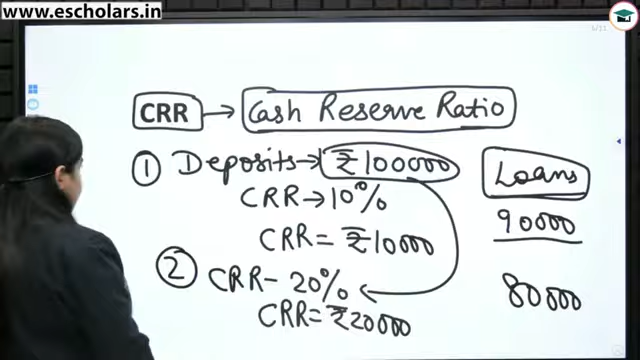 www.escholars.in
CRR → Cash Reserve Ratio
① Deposits → ₹100000
CRR → 10%
CRR = ₹10000
② CRR - 20%
CRR = ₹20000
Loans
90000
80000